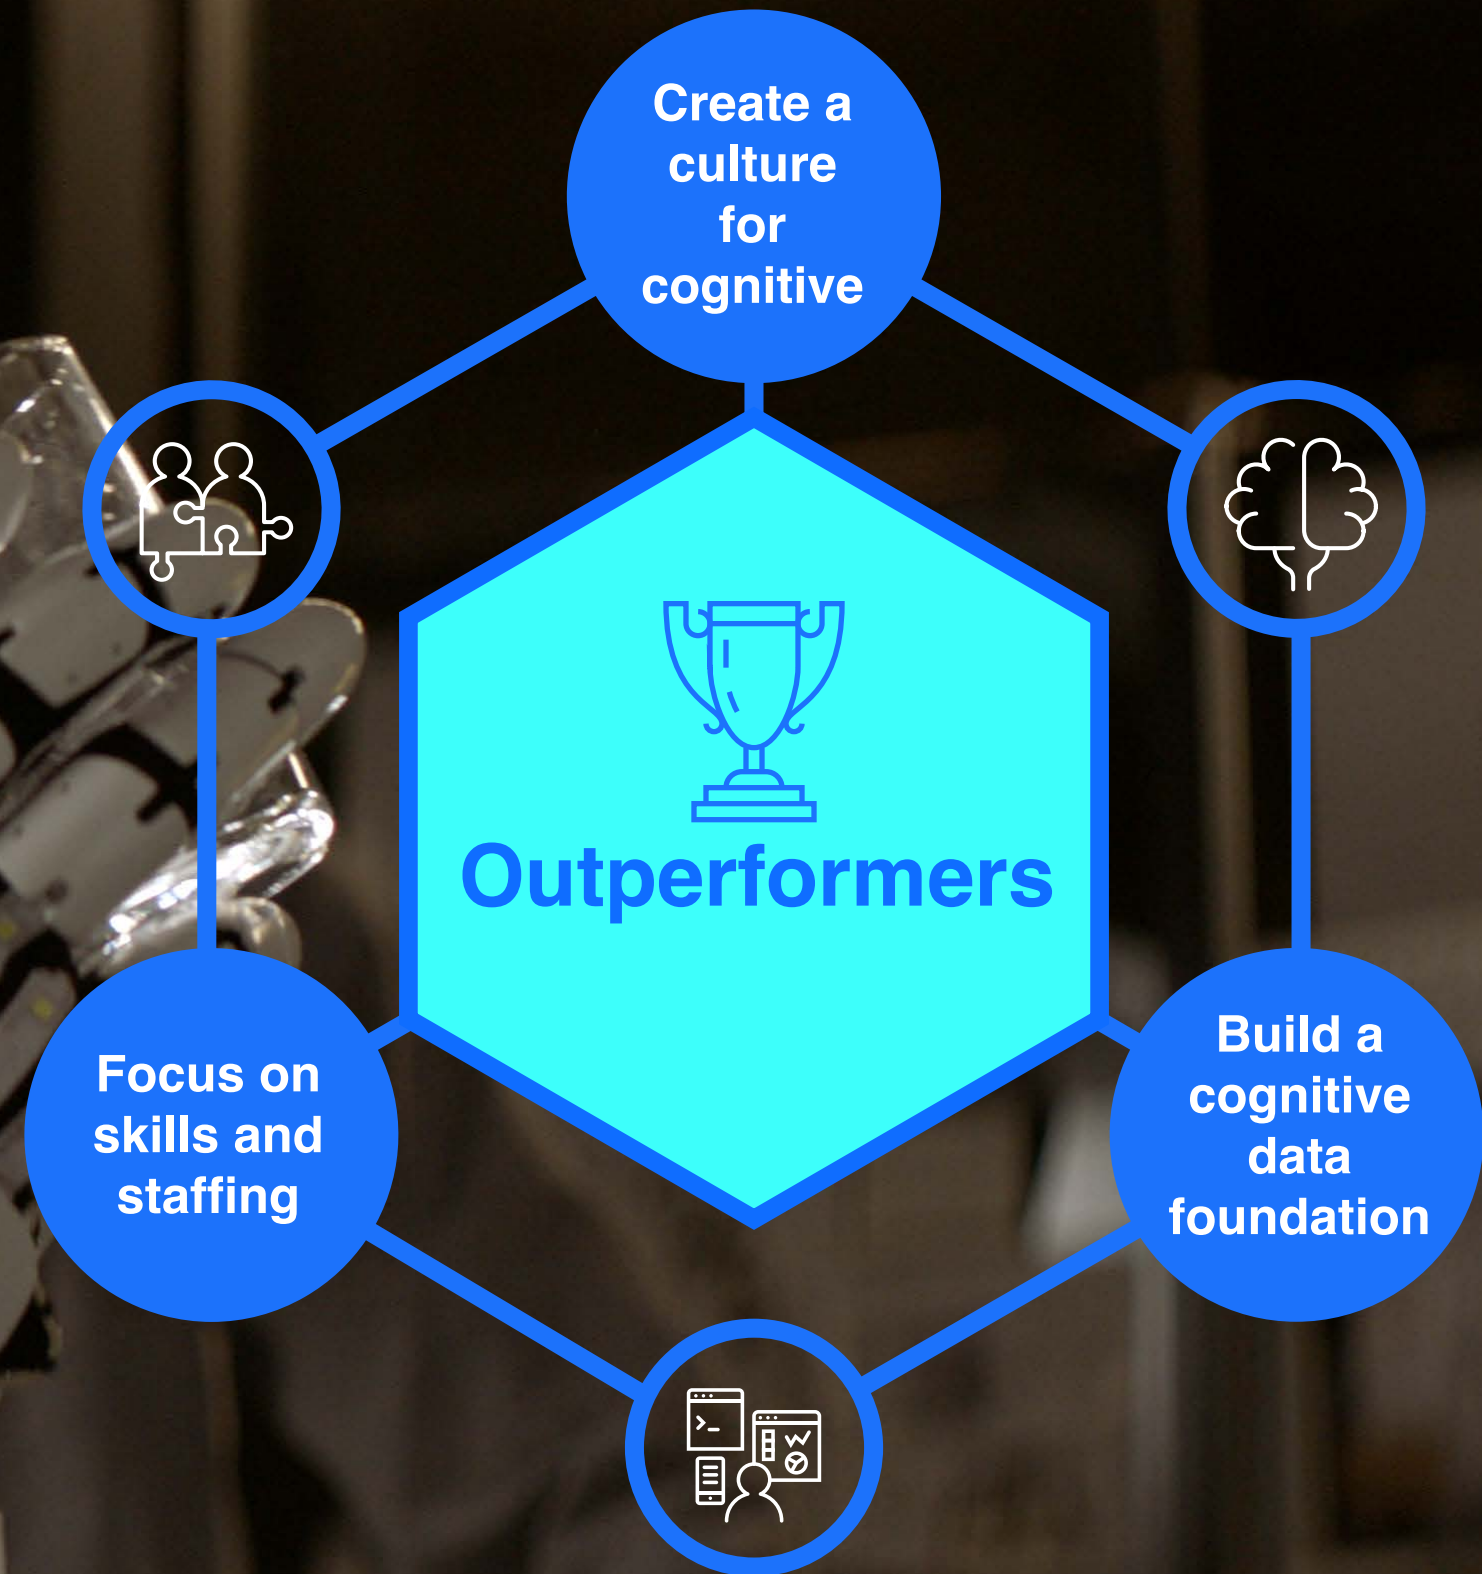 Create a
culture
for
cognitive
Outperformers
Focus on
skills and
staffing
Build a
cognitive
data
foundation